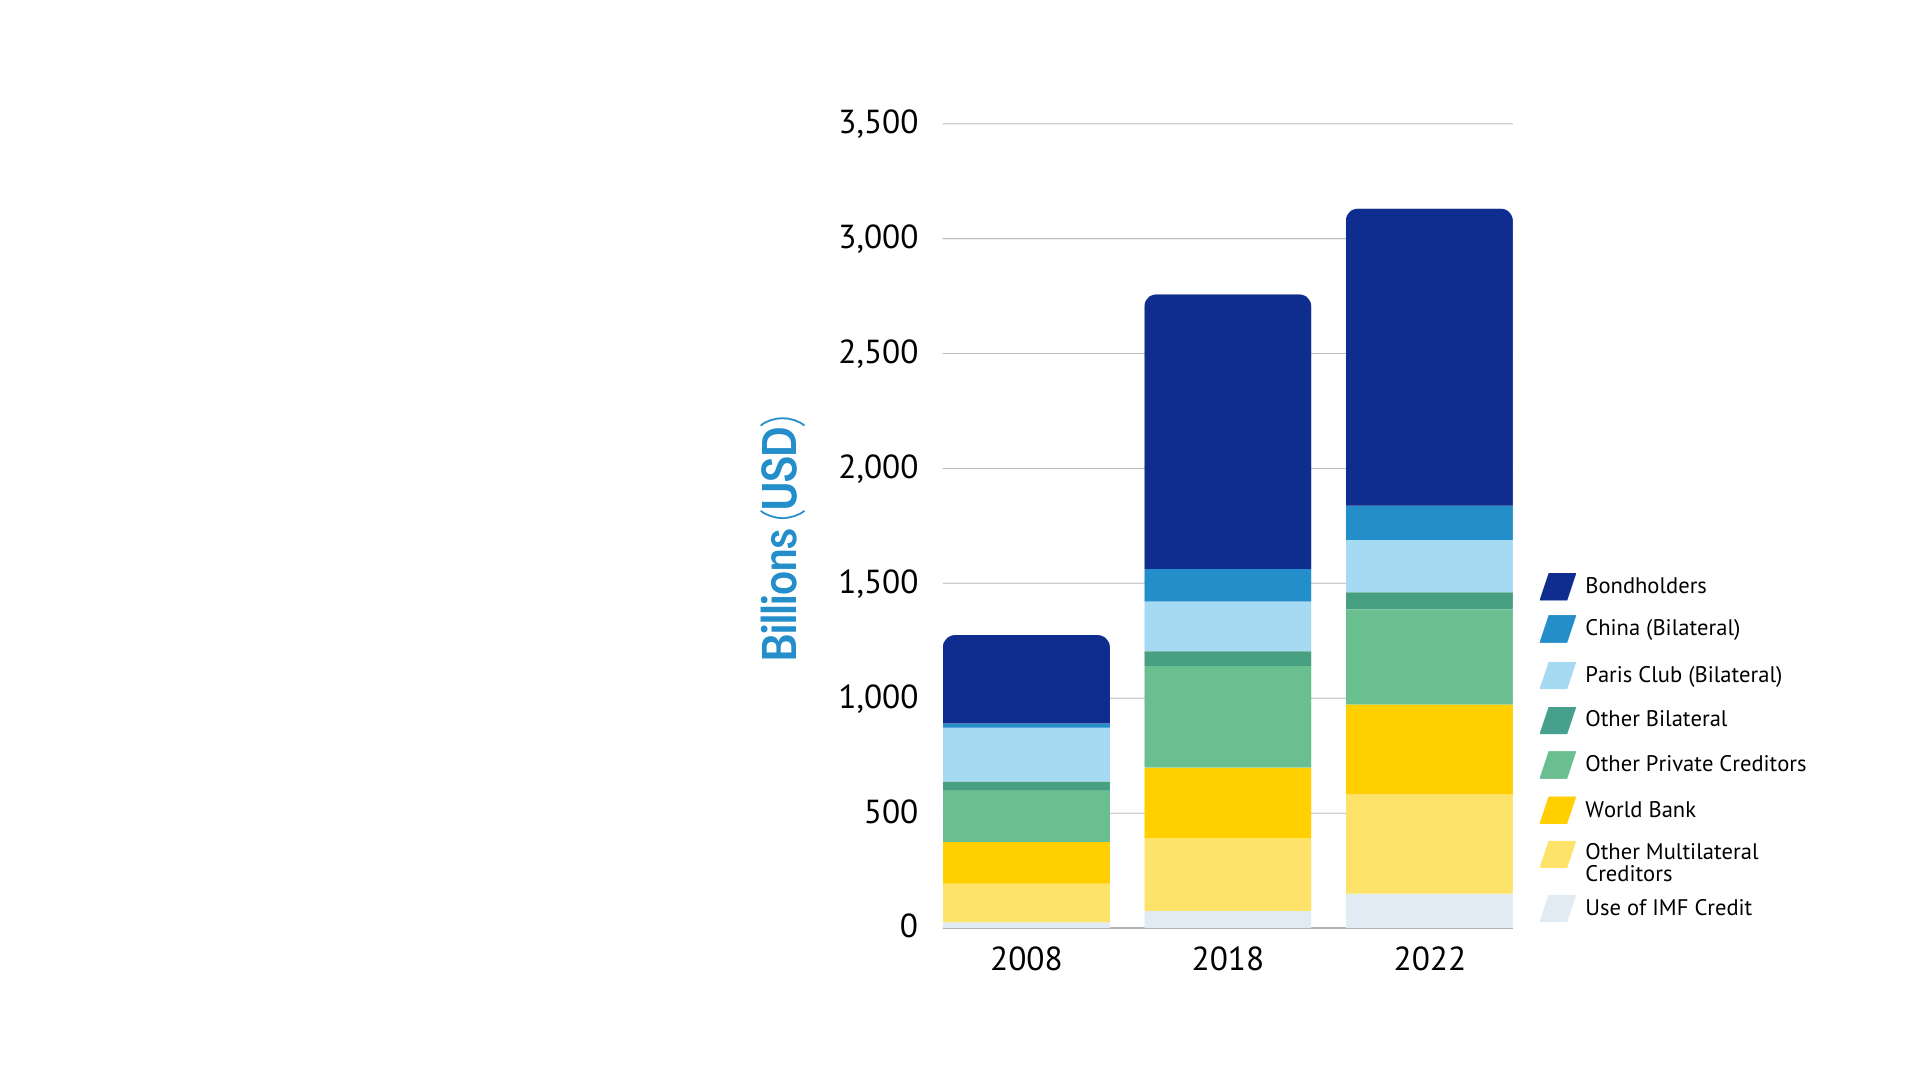 3,500
3,000
2,500
2,000
1,500
1,000
500
0
Billions (USD)
2008
2018
2022
Bondholders
China (Bilateral)
Paris Club (Bilateral)
Other Bilateral
Other Private Creditors
World Bank
Other Multilateral
Creditors
Use of IMF Credit